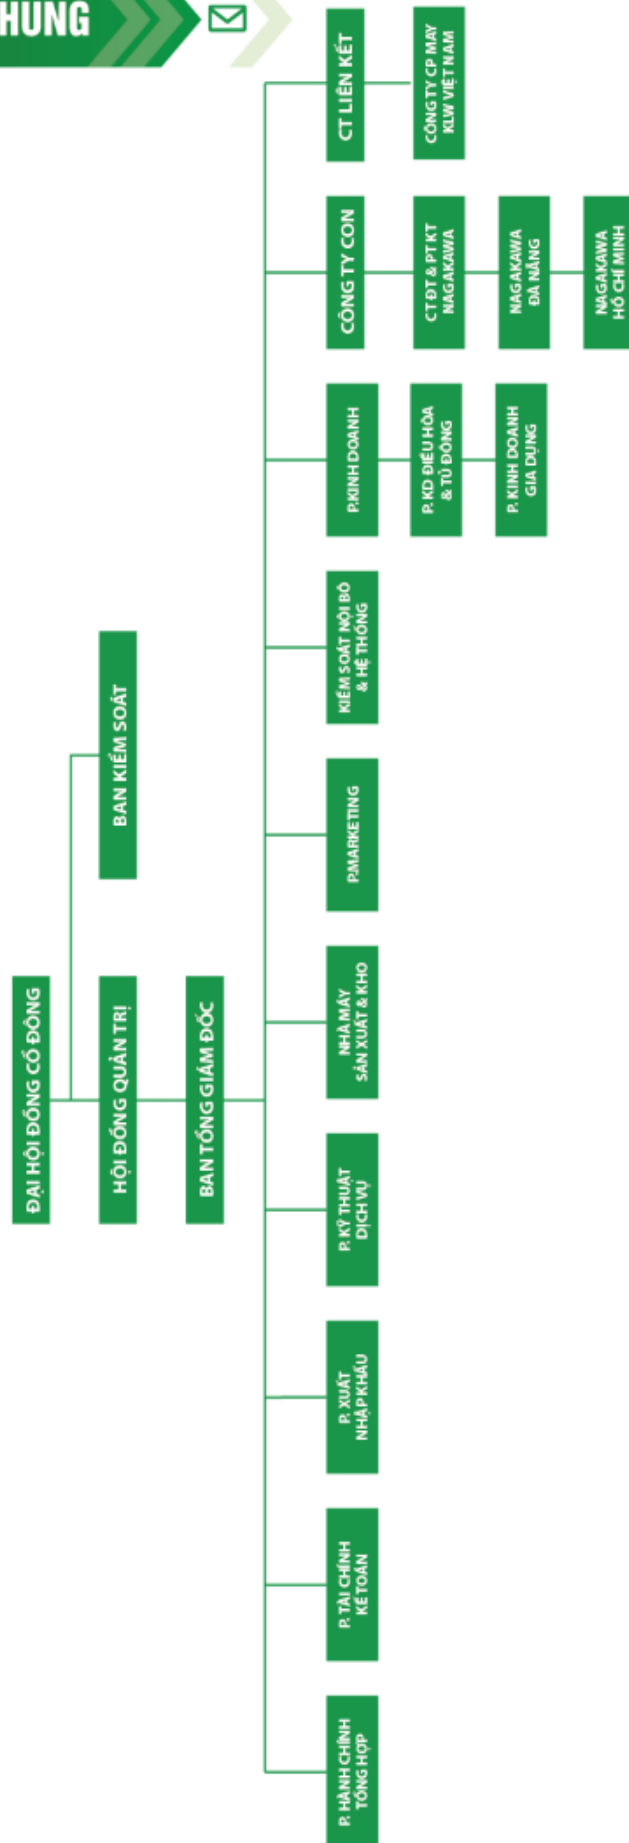 HUNG
ĐẠI HỘI ĐỒNG CỔ ĐÔNG
HỘI ĐỒNG QUẢN TRỊ
BAN KIỂM SOÁT
BAN TỔNG GIÁM ĐỐC
P. HÀNH CHÍNH
TỔNG HỢP
P. TÀI CHÍNH
KẾ TOÁN
P. XUẤT
NHẬP KHẨU
P. KỸ THUẬT
DỊCH VỤ
NHÀ MÁY
SẢN XUẤT & KHO
P.MARKETING
KIỂM SOÁT NỘI BỘ
& HỆ THỐNG
P.KINH DOANH
P. KD ĐIỀU HÒA
& TỦ ĐÔNG
P. KINH DOANH
GIA DỤNG
CÔNG TY CON
CT ĐT & PT KT
NAGAKAWA
NAGAKAWA
ĐÀ NẴNG
NAGAKAWA
HỒ CHÍ MINH
CT LIÊN KẾT
CÔNG TY CP MAY
KLW VIỆT NAM